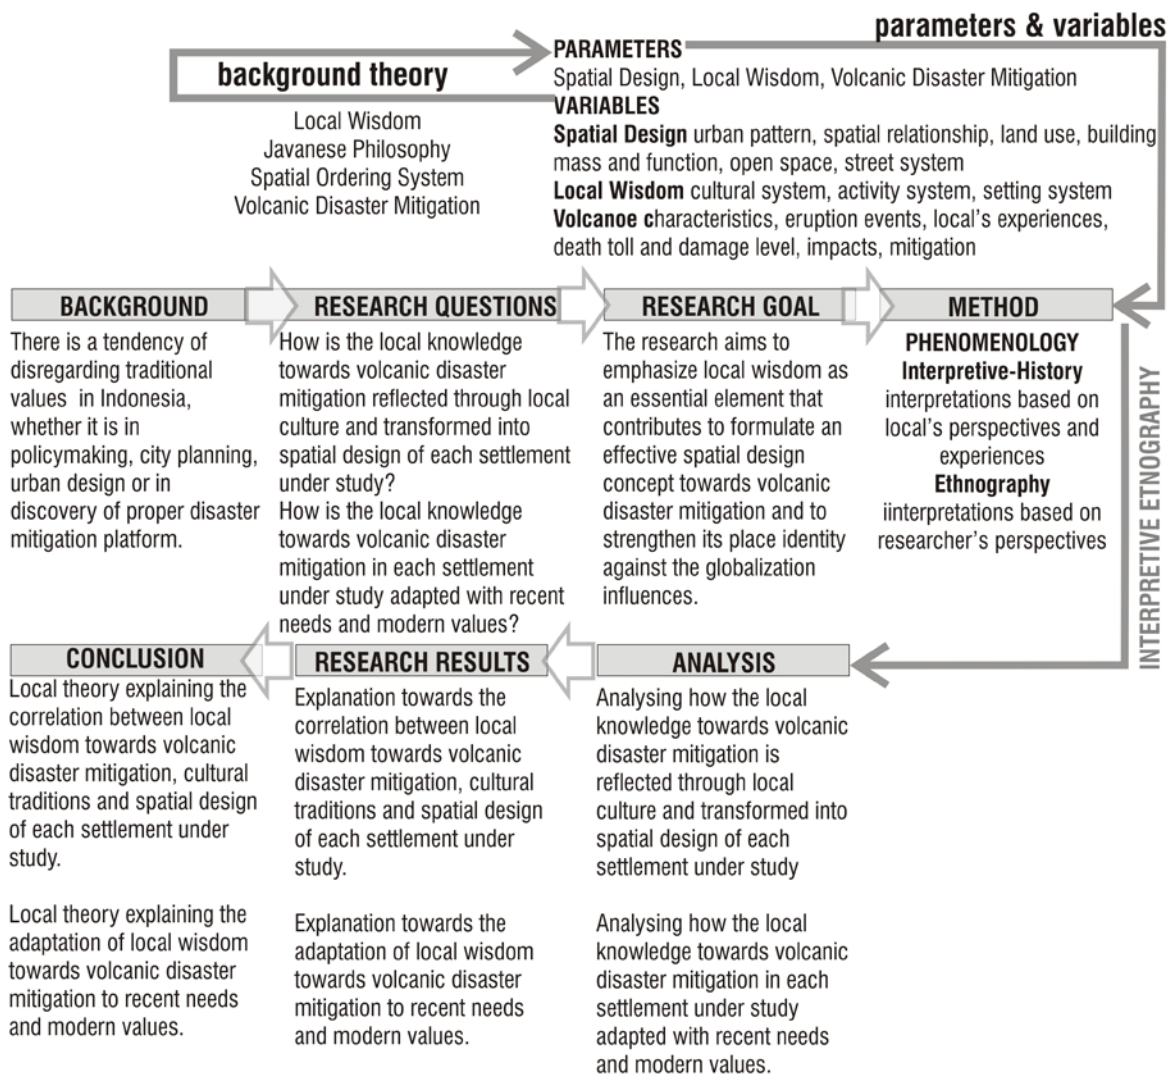 parameters & variables
background theory
Local Wisdom
Javanese Philosophy
Spatial Ordering System
Volcanic Disaster Mitigation
PARAMETERS
Spatial Design, Local Wisdom, Volcanic Disaster Mitigation
VARIABLES
Spatial Design urban pattern, spatial relationship, land use, building
mass and function, open space, street system
Local Wisdom cultural system, activity system, setting system
Volcanoe characteristics, eruption events, local's experiences,
death toll and damage level, impacts, mitigation
BACKGROUND
There is a tendency of
disregarding traditional
values in Indonesia,
whether it is in
policymaking, city planning,
urban design or in
discovery of proper disaster
mitigation platform.
RESEARCH QUESTIONS
How is the local knowledge
towards volcanic disaster
mitigation reflected through local
culture and transformed into
spatial design of each settlement
under study?
How is the local knowledge
towards volcanic disaster
mitigation in each settlement
under study adapted with recent
needs and modern values?
RESEARCH GOAL
The research aims to
emphasize local wisdom as
an essential element that
contributes to formulate an
effective spatial design
concept towards volcanic
disaster mitigation and to
strengthen its place identity
against the globalization
influences.
METHOD
PHENOMENOLOGY
Interpretive-History
interpretations based on
local's perspectives and
experiences
Ethnography
iinterpretations based on
researcher's perspectives
INTERPRETIVE ETNOGRAPHY
CONCLUSION
Local theory explaining the
correlation between local
wisdom towards volcanic
disaster mitigation, cultural
traditions and spatial design
of each settlement under
study.
Local theory explaining the
adaptation of local wisdom
towards volcanic disaster
mitigation to recent needs
and modern values.
RESEARCH RESULTS
Explanation towards the
correlation between local
wisdom towards volcanic
disaster mitigation, cultural
traditions and spatial design
of each settlement under
study.
Explanation towards the
adaptation of local wisdom
towards volcanic disaster
mitigation to recent needs
and modern values.
ANALYSIS
Analysing how the local
knowledge towards volcanic
disaster mitigation is
reflected through local
culture and transformed into
spatial design of each
settlement under study
Analysing how the local
knowledge towards volcanic
disaster mitigation in each
settlement under study
adapted with recent needs
and modern values.